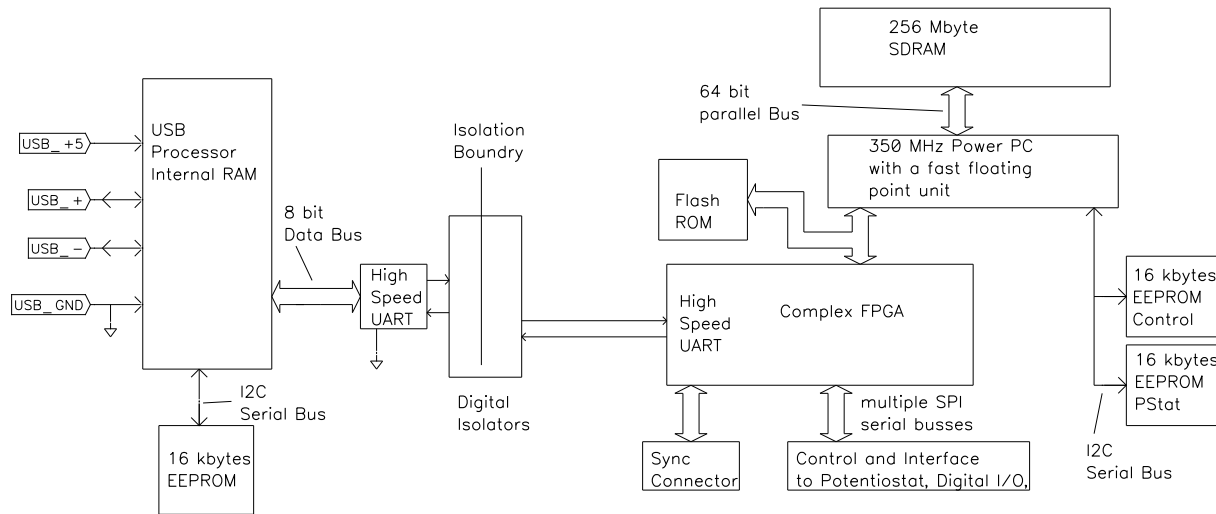 256 Mbyte
SDRAM
64 bit
parallel Bus
USB
Processor
Internal RAM
USB_+5
USB_+
USB_-
USB_GND
Isolation
Boundry
350 MHz Power PC
with a fast floating
point unit
Flash
ROM
8 bit
Data Bus
High
Speed
UART
High
Speed
UART
Complex FPGA
16 kbytes
EEPROM
Control
16 kbytes
EEPROM
PStat
I2C
Serial Bus
Digital
Isolators
multiple SPI
serial busses
16 kbytes
EEPROM
Sync
Connector
Control and Interface
to Potentiostat, Digital I/O,
I2C
Serial Bus